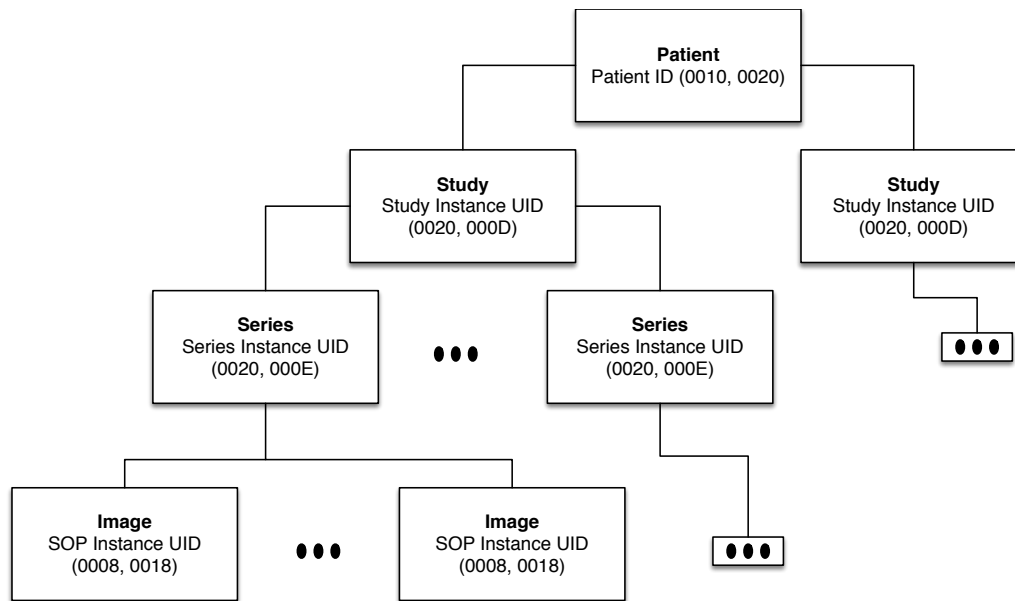 Patient
Patient ID (0010, 0020)
Study
Study Instance UID
(0020, 000D)
Study
Study Instance UID
(0020, 000D)
Series
Series Instance UID
(0020, 000E)
Series
Series Instance UID
(0020, 000E)
Image
SOP Instance UID
(0008, 0018)
Image
SOP Instance UID
(0008, 0018)